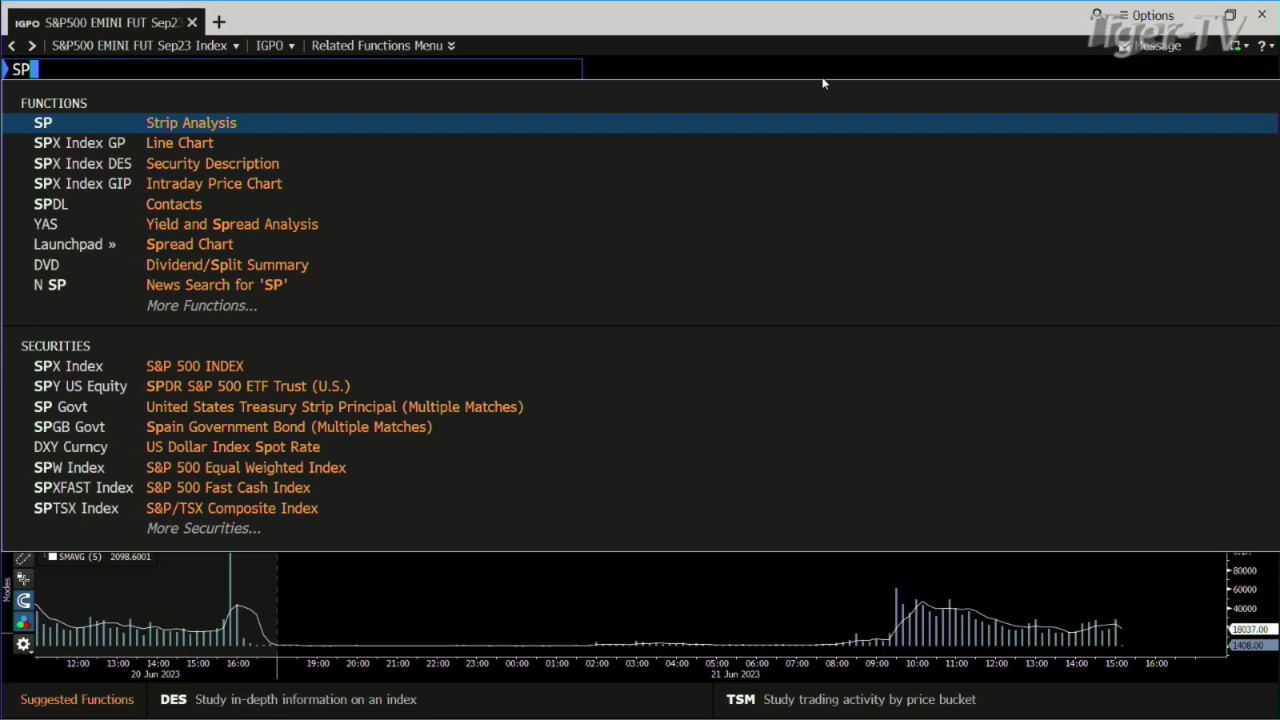 IGPO S&P500 EMINI FUT Sep23
Options
Tiger-TV
S&P500 EMINI FUT Sep23 Index IGPO Related Functions Menu
Message ?
SP
FUNCTIONS
SP Strip Analysis
SPX Index GP Line Chart
SPX Index DES Security Description
SPX Index GIP Intraday Price Chart
SPDL Contacts
YAS Yield and Spread Analysis
Launchpad » Spread Chart
DVD Dividend/Split Summary
N SP News Search for 'SP'
More Functions...
SECURITIES
SPX Index S&P 500 INDEX
SPY US Equity SPDR S&P 500 ETF Trust (U.S.)
SP Govt United States Treasury Strip Principal (Multiple Matches)
SPGB Govt Spain Government Bond (Multiple Matches)
DXY Curncy US Dollar Index Spot Rate
SPW Index S&P 500 Equal Weighted Index
SPXFAST Index S&P 500 Fast Cash Index
SPTSX Index S&P/TSX Composite Index
More Securities...
SMAVG (5) 2098.6001
80000
60000
40000
18037.00
1408.00
Modes
12:00 13:00 14:00 15:00 16:00 19:00 20:00 21:00 22:00 23:00 00:00 01:00 02:00 03:00 04:00 05:00 06:00 07:00 08:00 09:00 10:00 11:00 12:00 13:00 14:00 15:00 16:00
20 Jun 2023 21 Jun 2023
Suggested Functions DES Study in-depth information on an index TSM Study trading activity by price bucket